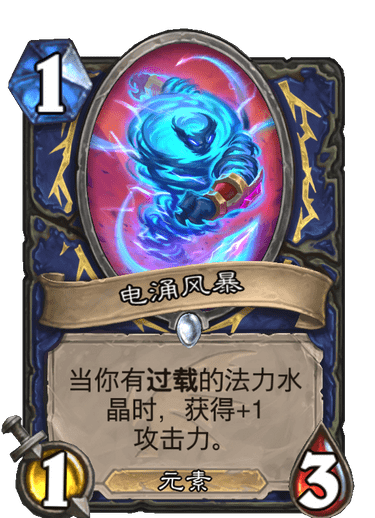 1
电涌风暴
当你有过载的法力水
晶时，获得+1
攻击力。
元素
1
3